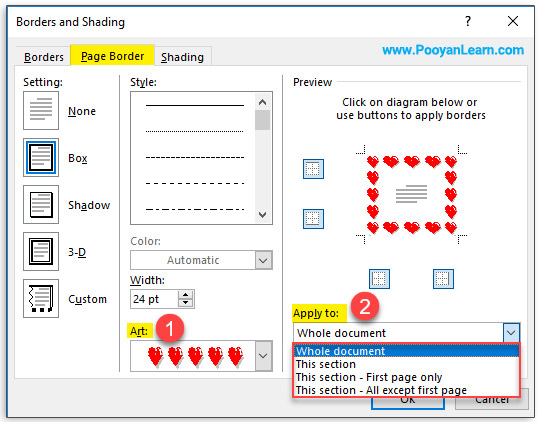 Borders and Shading
?
www.PooyanLearn.com
Borders
Page Border
Shading
Setting:
None
Box
Shadow
3-D
Custom
Style:
Color:
Automatic
Width:
24 pt
Art:
1
Preview
Click on diagram below or
use buttons to apply borders
Apply to:
2
Whole document
Whole document
This section
This section - First page only
This section - All except first page
OK
Cancel